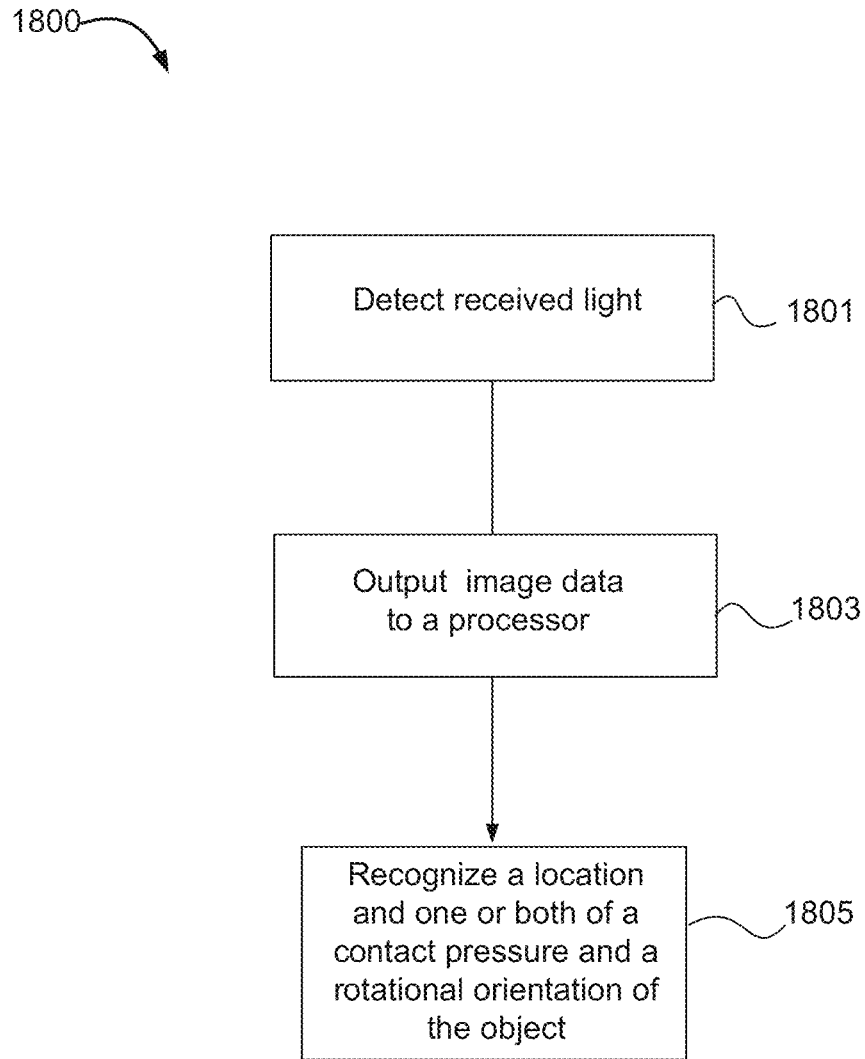 1800
Detect received light
1801
Output image data
to a processor
1803
Recognize a location
and one or both of a
contact pressure and a
rotational orientation of
the object
1805